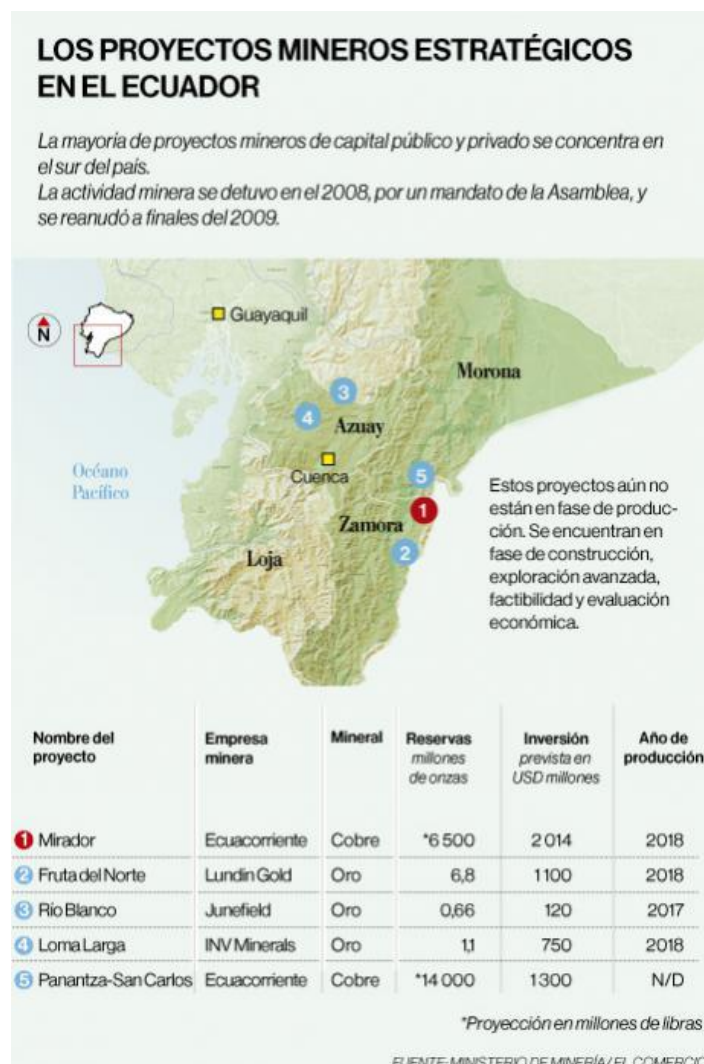 LOS PROYECTOS MINEROS ESTRATÉGICOS
EN EL ECUADOR
La mayoría de proyectos mineros de capital público y privado se concentra en
el sur del país.
La actividad minera se detuvo en el 2008, por un mandato de la Asamblea, y
se reanudó a finales del 2009.
N
Guayaquil
Morona
3
4
Azuay
Océano
Pacífico
Cuenca
5
1
Zamora
2
Loja
Estos proyectos aún no
están en fase de produc-
ción. Se encuentran en
fase de construcción,
exploración avanzada,
factibilidad y evaluación
económica.
Nombre del proyecto Empresa minera Mineral Reservas millones de onzas Inversión prevista en USD millones Año de producción
1 Mirador Ecuacorriente Cobre *6 500 2 014 2018
2 Fruta del Norte Lundin Gold Oro 6,8 1100 2018
3 Río Blanco Junefield Oro 0,66 120 2017
4 Loma Larga INV Minerals Oro 1,1 750 2018
5 Panantza-San Carlos Ecuacorriente Cobre *14 000 1300 N/D
*Proyección en millones de libras
FUENTE: MINISTERIO DE MINERÍA / EL COMERCIO